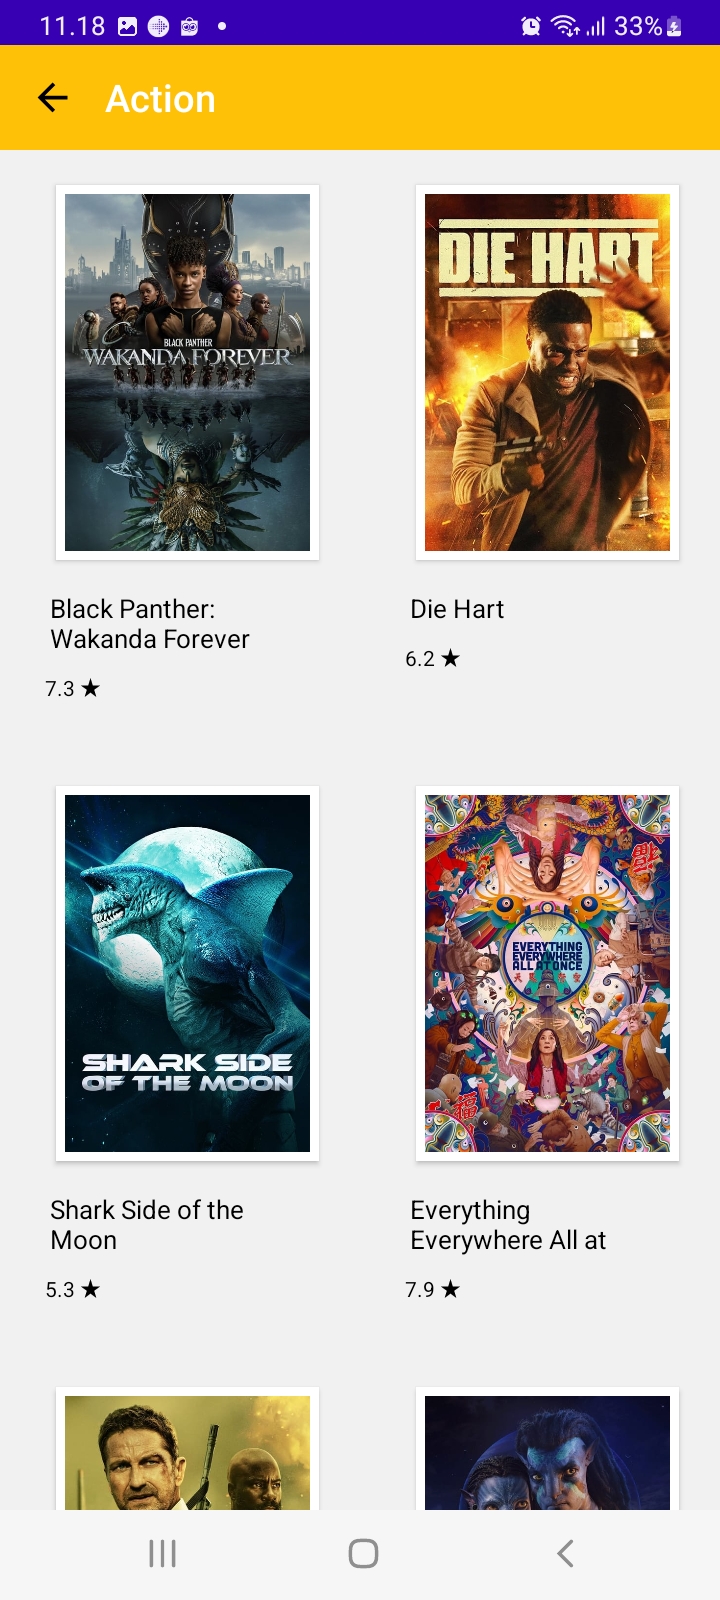 11.18
33%
Action
BLACK PANTHER
WAKANDA FOREVER
DIE HART
Black Panther:
Wakanda Forever
7.3 ★
Die Hart
6.2 ★
SHARK SIDE
OF THE MOON
EVERYTHING
EVERYWHERE
ALL AT ONCE
福
Shark Side of the
Moon
5.3 ★
Everything
Everywhere All at
7.9 ★